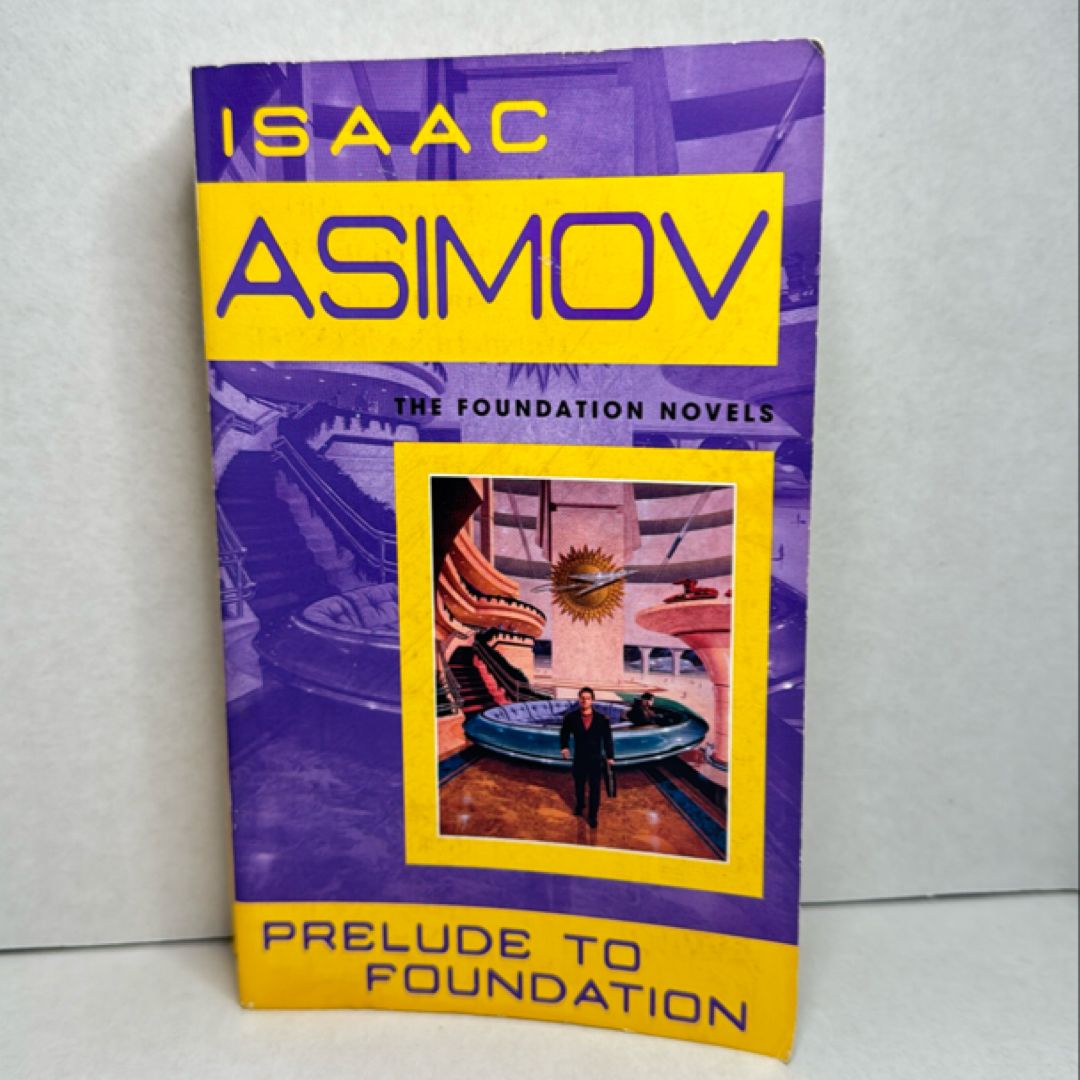 ISAAC
ASIMOV
THE FOUNDATION NOVELS
PRELUDE TO
FOUNDATION